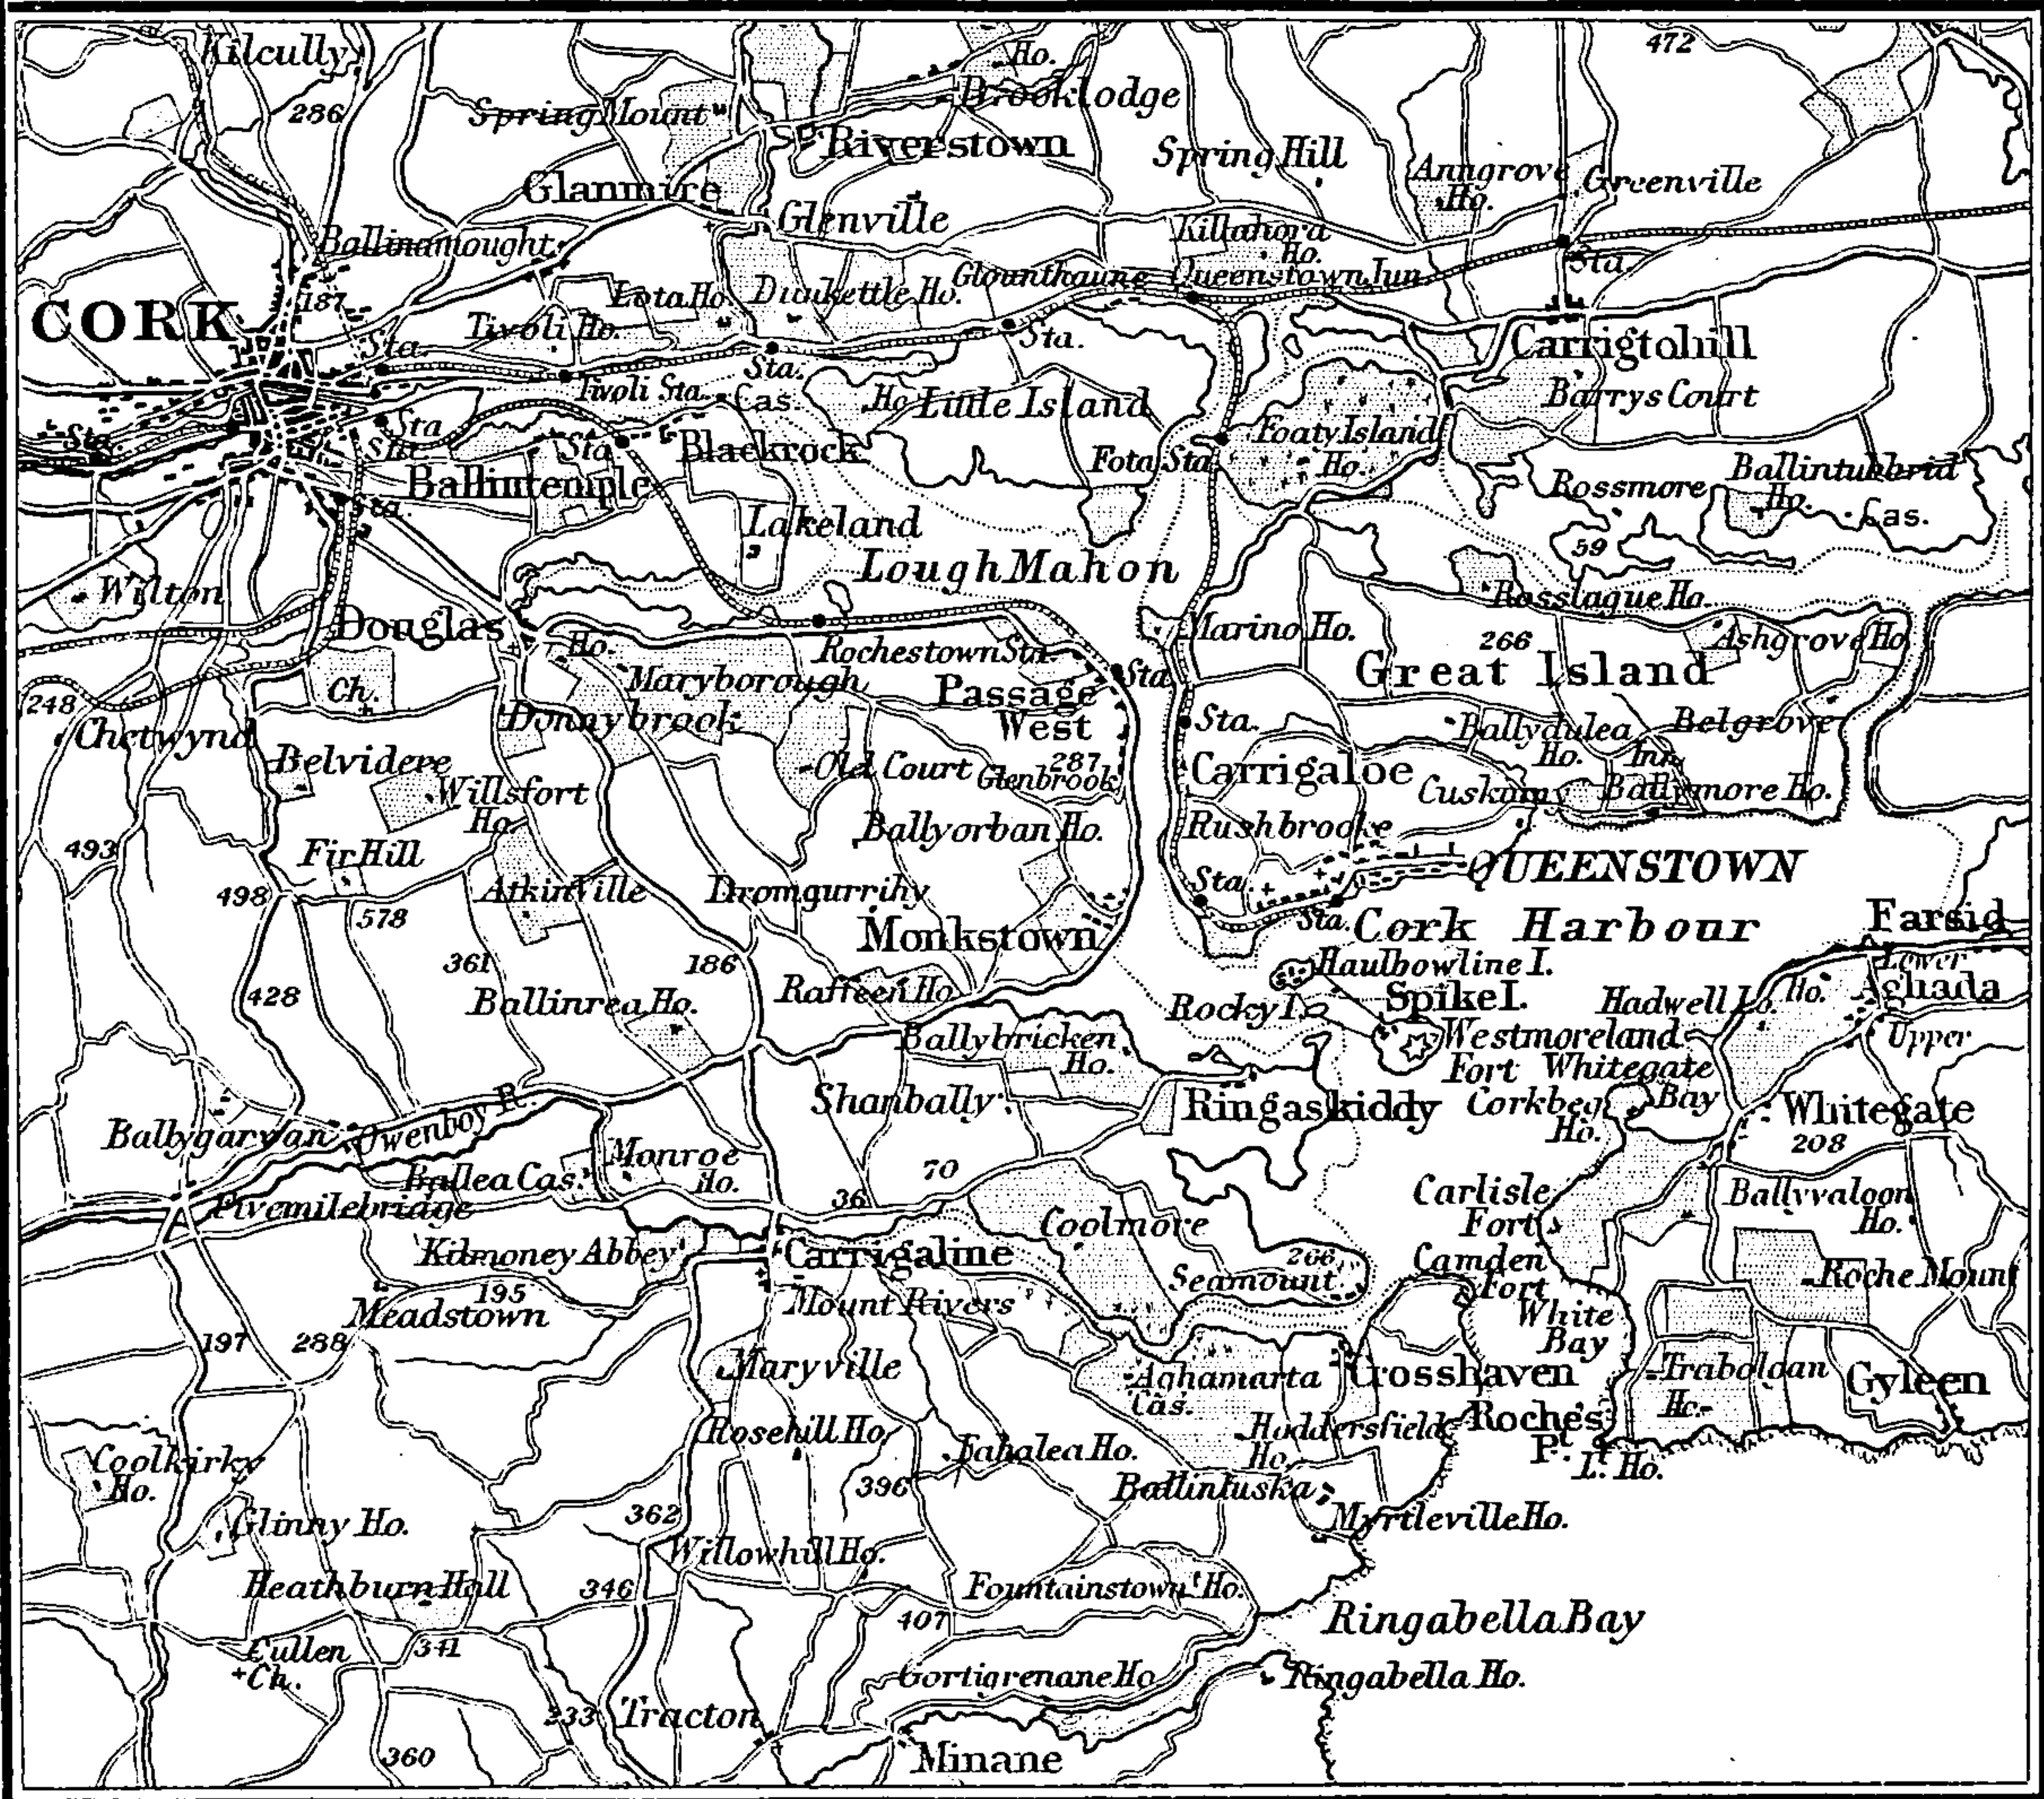 Kilcully
Ho.
472
286
Spring Mount
Brooklodge
Riverstown
Spring Hill
Anngrove
Ho.
Greenville
Glanmire
Glenville
Killahora
Ho.
Ballinamought
Sta.
187
Lota Ho.
Dunkettle Ho.
Glounthaune
Queenstown Jun.
CORK
Tivoli Ho.
Sta.
Sta.
Sta.
Carrigtohill
Tivoli Sta.
Cas.
Ho.
Little Island
Barrys Court
Sta.
Sta
Sta.
Sta.
Blackrock
Foaty Island
Ho.
Fota Sta.
Ballintemple
Sta.
Rossmore
Ballintubbrid
Ho.
Cas.
Lakeland
59
Lough Mahon
Wilton
Rosslague Ho.
Douglas
Ho.
Rochestown Sta.
Marino Ho.
266
Ashgrove Ho.
Great Island
Ch.
Maryborough
Passage
West
Sta.
248
Chetwynd
Donnybrook
Sta.
Ballydulea
Ho.
Inn
Belgrove
Belvidere
Old Court
287
Glenbrook
Carrigaloe
Cuskinny
Ballymore Ho.
Willsfort
Ho.
Ballyorban Ho.
Rushbrooke
493
Fir Hill
QUEENSTOWN
498
578
Atkinville
Dromgurrihy
Sta.
Sta.
Monkstown
Cork Harbour
Farsid
361
186
Haulbowline I.
Lower
Aghada
Upper
428
Ballinrea Ho.
Raffeen Ho.
Rocky I.
Spike I.
Hadwell Lo.
Ho.
Ballybricken
Ho.
Westmoreland
Fort
Whitegate
Bay
Shanbally
Ringaskiddy
Corkbeg
Ho.
Whitegate
208
Ballygarvan
Owenboy R.
Monroe
Ho.
Ballea Cas.
70
36
Fivemilebridge
Coolmore
Carlisle
Fort
Ballyvaloon
Ho.
Kilmoney Abbey
Carrigaline
266
Seamount
Camden
Fort
Roche Mount
195
Meadstown
Mount Rivers
White
Bay
197
288
Maryville
Aghamarta
Cas.
Crosshaven
Trabolgan
Ho.
Gyleen
Rosehill Ho.
Hoddersfield
Ho.
Roche's
Pt.
L. Ho.
Coolkirky
Ho.
Fahalea Ho.
396
Ballintuska
Glinny Ho.
362
Myrtleville Ho.
Willowhill Ho.
Heathburn Hall
346
Fountainstown Ho.
407
Ringabella Bay
Cullen
Ch.
341
Gortigrenane Ho.
Ringabella Ho.
233
Tracton
360
Minane